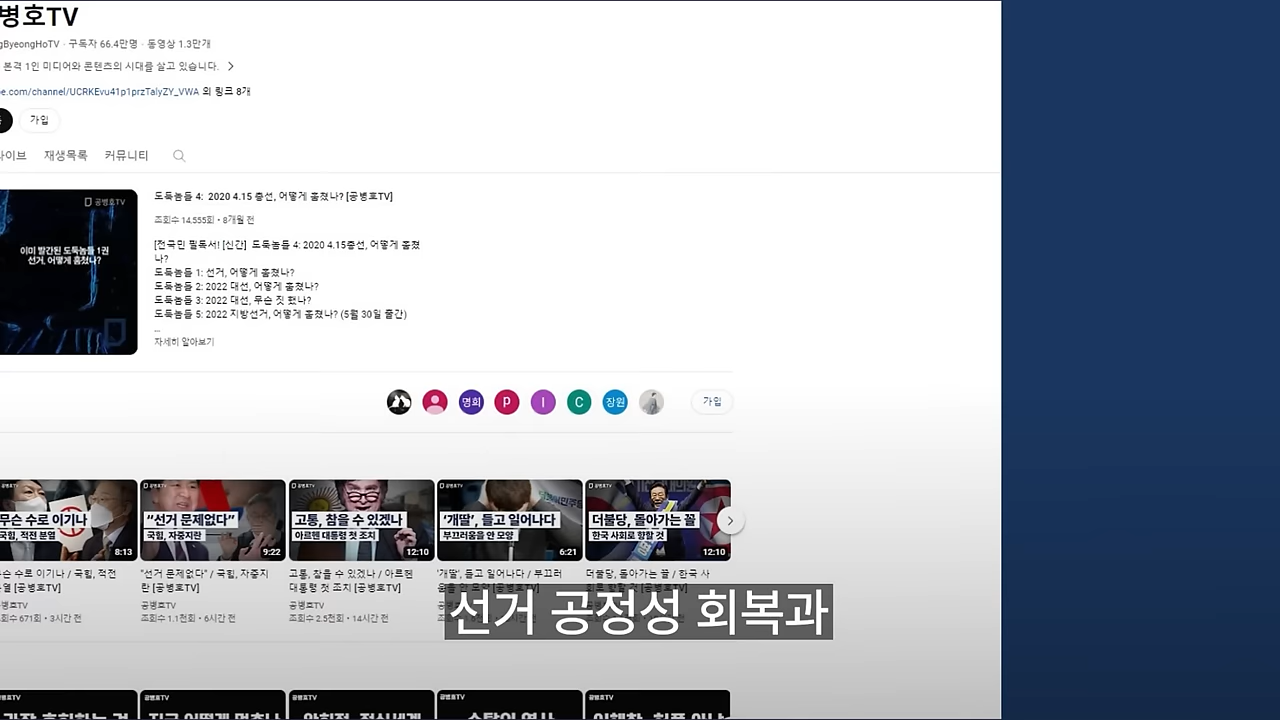 병호TV
gByeongHoTV · 구독자 66.4만명 · 동영상 1.3만개
본격 1인 미디어와 콘텐츠의 시대를 살고 있습니다.
be.com/channel/UCRKEvu41p1przTalyZY_VWA 외 링크 8개
가입
라이브 재생목록 커뮤니티
공병호TV
이미 발간된 도둑놈들 1권
선거, 어떻게 훔쳤나?
도둑놈들 4: 2020 4.15 총선, 어떻게 훔쳤나? [공병호TV]
조회수 14,555회 • 8개월 전
[전국민 필독서! [신간] 도둑놈들 4: 2020 4.15총선, 어떻게 훔쳤
나?
도둑놈들 1: 선거, 어떻게 훔쳤나?
도둑놈들 2: 2022 대선, 어떻게 훔쳤나?
도둑놈들 3: 2022 대선, 무슨 짓 했나?
도둑놈들 5: 2022 지방선거, 어떻게 훔쳤나? (5월 30일 출간)
...
자세히 알아보기
명희 P I C 장원
가입
무슨 수로 이기나
국힘, 적전 분열
8:13
“선거 문제없다”
국힘, 자중지란
9:22
고통, 참을 수 있겠나
아르헨 대통령 첫 조치
12:10
‘개딸’, 들고 일어나다
부끄러움을 안 모양
6:21
더불당, 돌아가는 꼴
한국 사회로 향할 것
12:10
슨 수로 이기나 / 국힘, 적전
열 [공병호TV]
병호TV
회수 671회 • 3시간 전
"선거 문제없다" / 국힘, 자중지
란 [공병호TV]
공병호TV
조회수 1.1천회 • 6시간 전
고통, 참을 수 있겠나 / 아르헨
대통령 첫 조치 [공병호TV]
공병호TV
조회수 2.5천회 • 14시간 전
'개딸', 들고 일어나다 / 부끄러
더불당, 돌아가는 꼴 / 한국 사
선거 공정성 회복과
병호TV
공병호TV
공병호TV
공병호TV
공병호TV